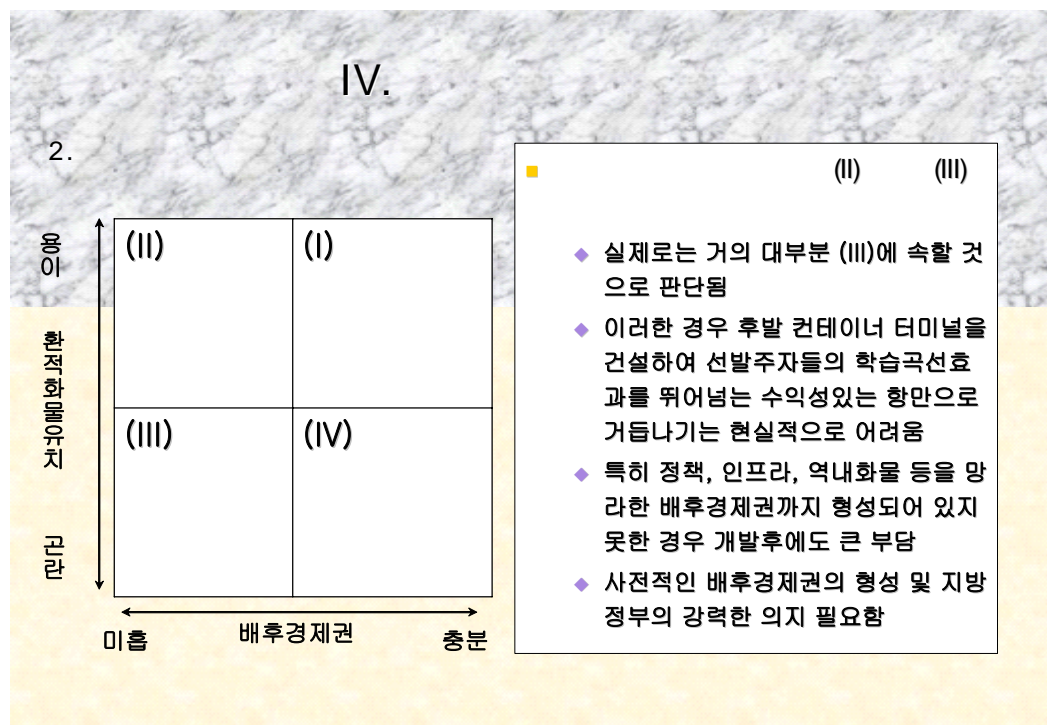 IV.
2.
(II) (III)
용이
(II) (I)
환적화물유치
(III) (IV)
곤란
미흡 배후경제권 충분
실제로는 거의 대부분 (III)에 속할 것
으로 판단됨
이러한 경우 후발 컨테이너 터미널을
건설하여 선발주자들의 학습곡선효
과를 뛰어넘는 수익성있는 항만으로
거듭나기는 현실적으로 어려움
특히 정책, 인프라, 역내화물 등을 망
라한 배후경제권까지 형성되어 있지
못한 경우 개발후에도 큰 부담
사전적인 배후경제권의 형성 및 지방
정부의 강력한 의지 필요함